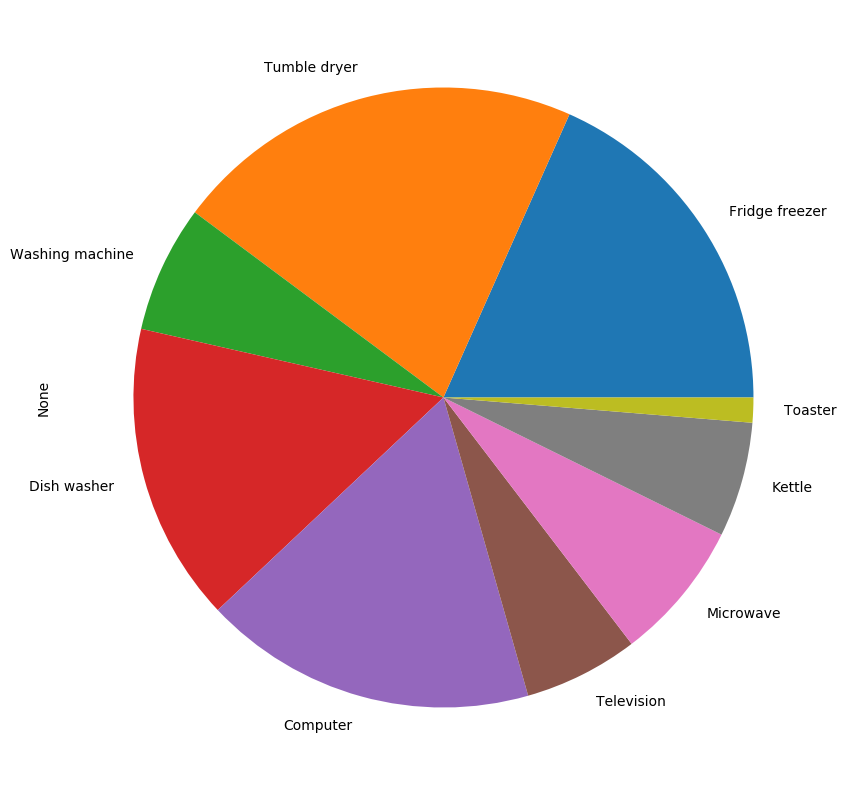 Tumble dryer
Fridge freezer
Washing machine
None
Toaster
Dish washer
Kettle
Microwave
Television
Computer